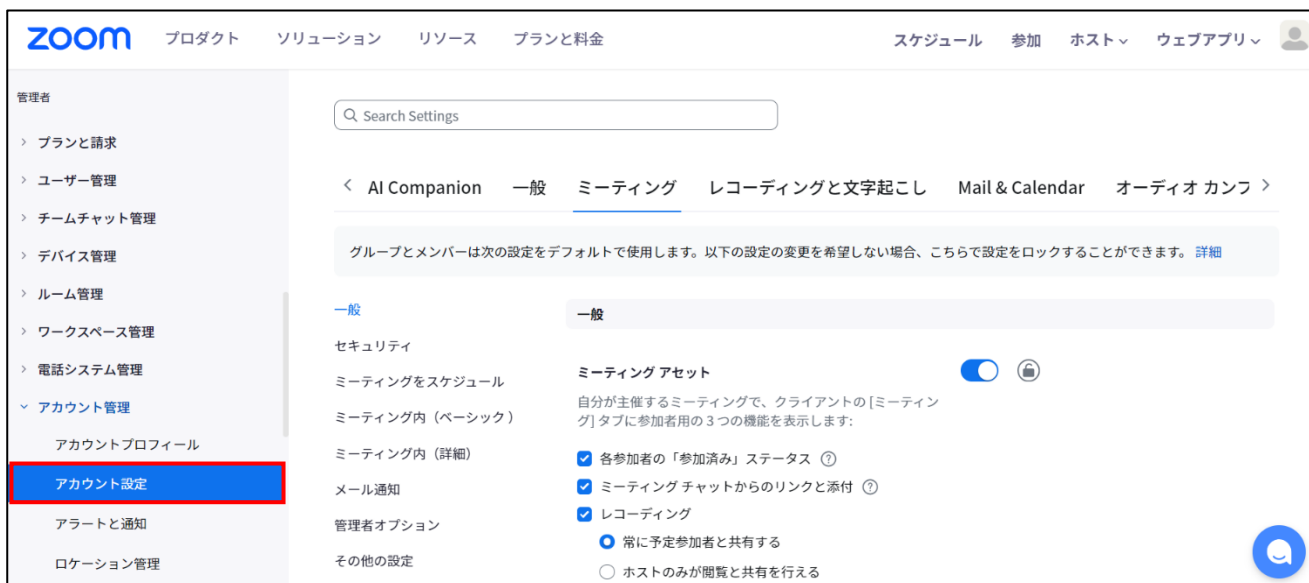 zoom プロダクト ソリューション リソース プランと料金 スケジュール 参加 ホスト ウェブアプリ
管理者
プランと請求
ユーザー管理
チームチャット管理
デバイス管理
ルーム管理
ワークスペース管理
電話システム管理
アカウント管理
アカウントプロフィール
アカウント設定
アラートと通知
ロケーション管理
Search Settings
AI Companion 一般 ミーティング レコーディングと文字起こし Mail & Calendar オーディオ カンフ
グループとメンバーは次の設定をデフォルトで使用します。以下の設定の変更を希望しない場合、こちらで設定をロックすることができます。 詳細
一般
セキュリティ
ミーティングをスケジュール
ミーティング内（ベーシック ）
ミーティング内（詳細）
メール通知
管理者オプション
その他の設定
一般
ミーティング アセット
自分が主催するミーティングで、クライアントの [ミーティン
グ] タブに参加者用の 3 つの機能を表示します:
各参加者の「参加済み」ステータス ?
ミーティング チャットからのリンクと添付 ?
レコーディング
常に予定参加者と共有する
ホストのみが閲覧と共有を行える